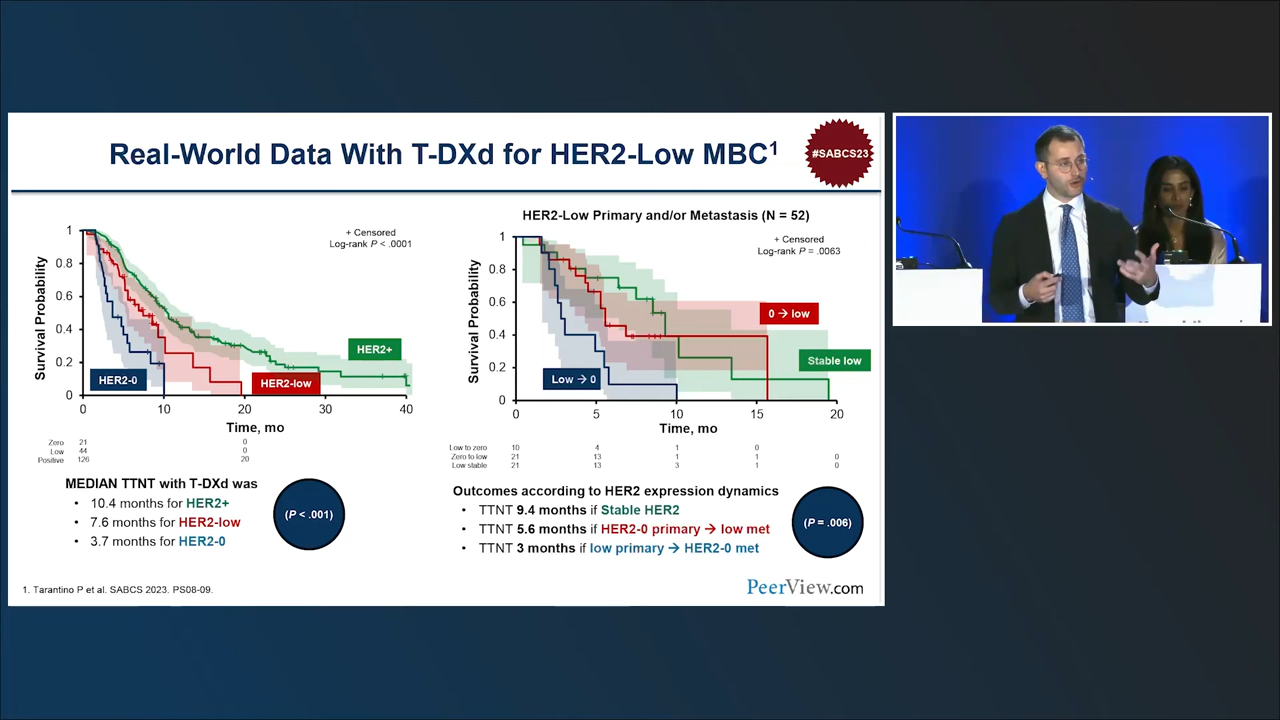 Real-World Data With T-DXd for HER2-Low MBC1
#SABCS23
+ Censored
Log-rank P < .0001
Survival Probability
1
0.8
0.6
0.4
0.2
0
HER2+
HER2-0
HER2-low
0 10 20 30 40
Time, mo
Zero 21 0
Low 44 0
Positive 126 20
MEDIAN TTNT with T-DXd was
• 10.4 months for HER2+
• 7.6 months for HER2-low
• 3.7 months for HER2-0
(P < .001)
HER2-Low Primary and/or Metastasis (N = 52)
+ Censored
Log-rank P = .0063
Survival Probability
1
0.8
0.6
0.4
0.2
0
0 → low
Stable low
Low → 0
0 5 10 15 20
Time, mo
Low to zero 10 4 1 0
Zero to low 21 13 1 1 0
Low stable 21 13 3 1 0
Outcomes according to HER2 expression dynamics
• TTNT 9.4 months if Stable HER2
• TTNT 5.6 months if HER2-0 primary → low met
• TTNT 3 months if low primary → HER2-0 met
(P = .006)
1. Tarantino P et al. SABCS 2023. PS08-09.
PeerView.com